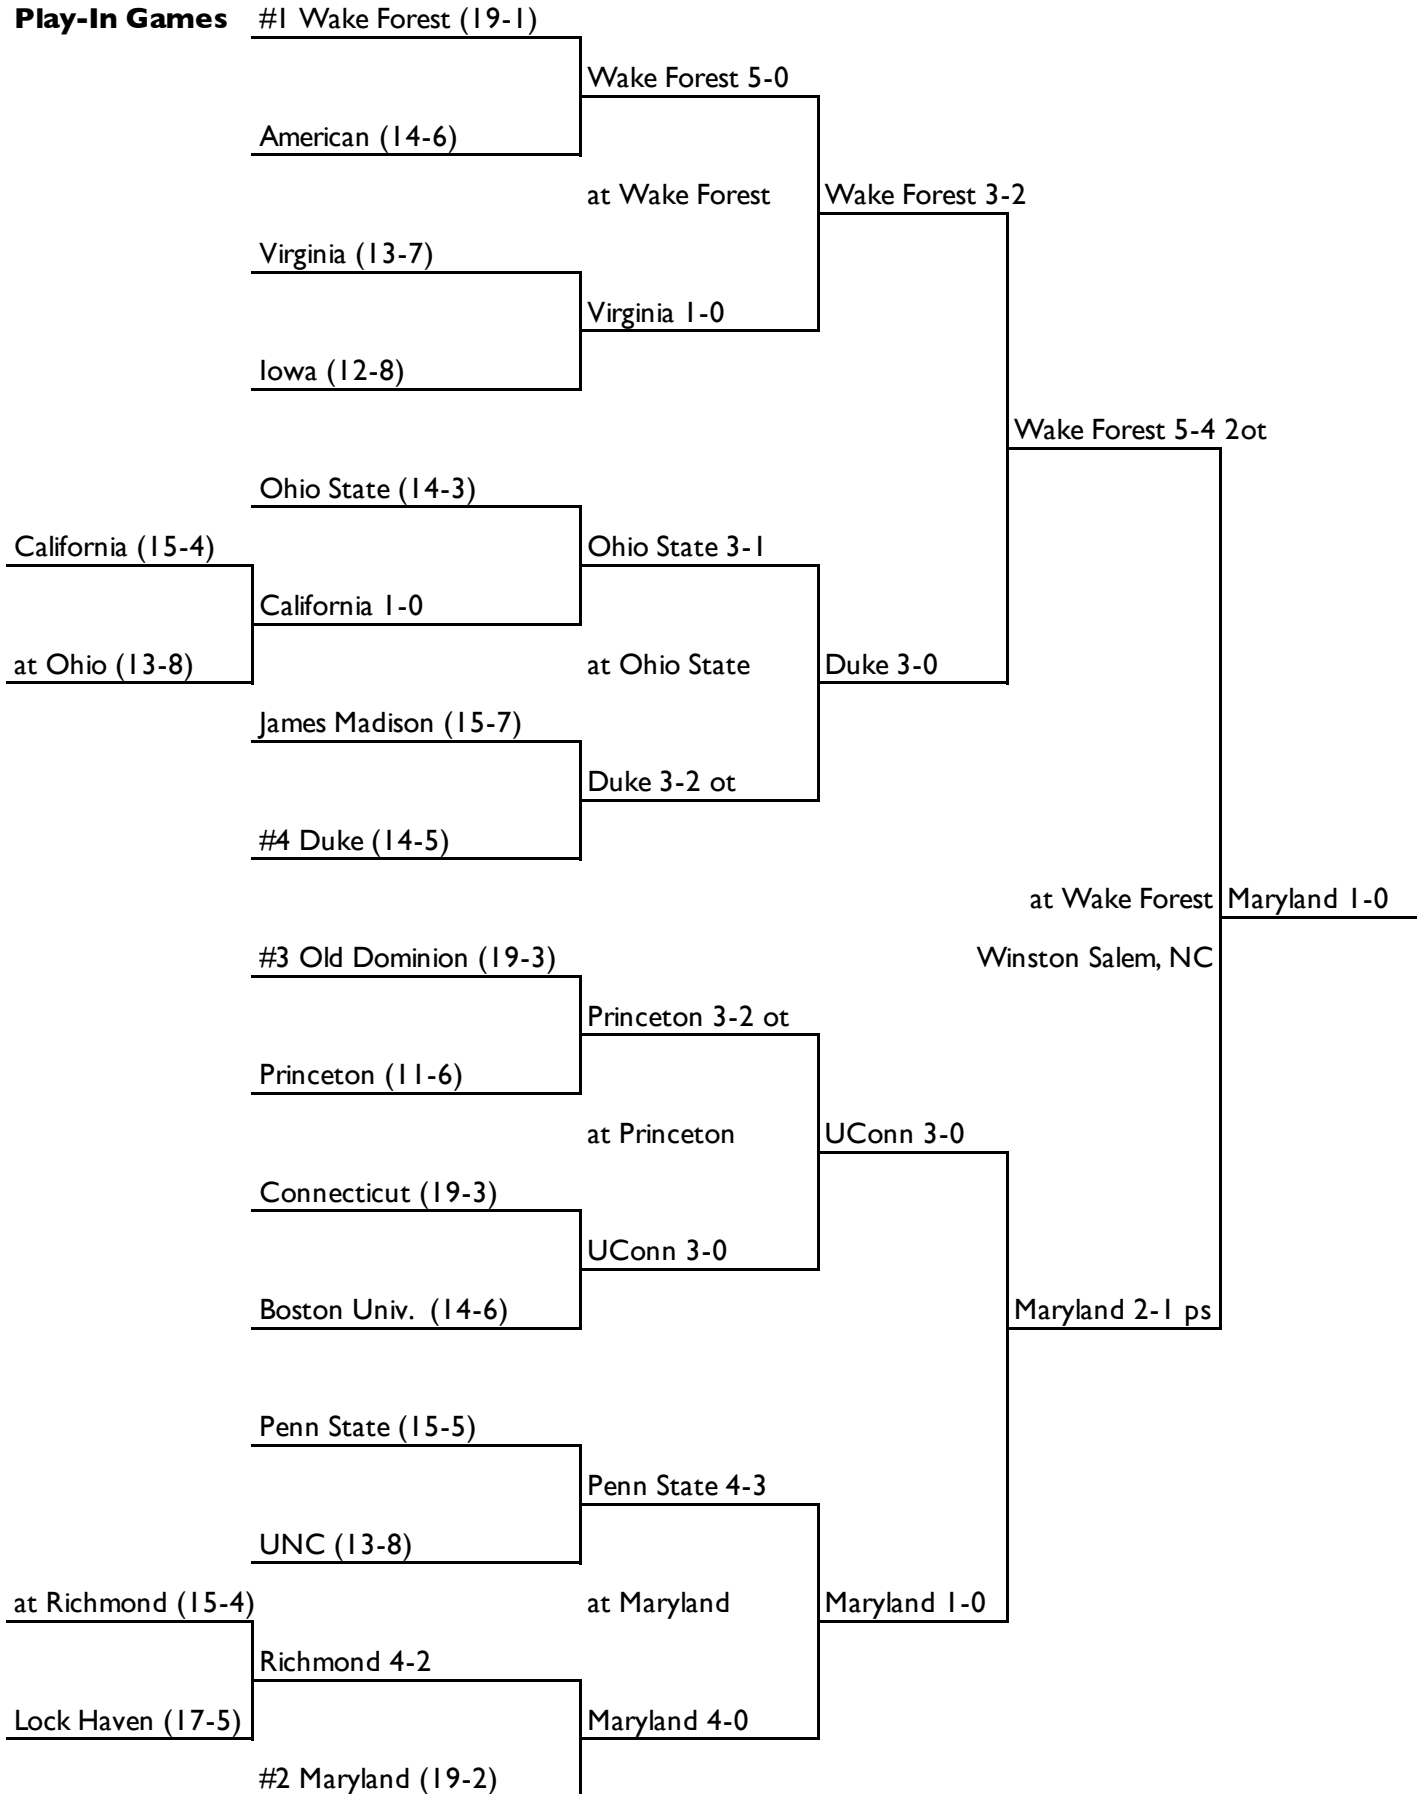 Play-In Games #1 Wake Forest (19-1)
Wake Forest 5-0
American (14-6)
at Wake Forest Wake Forest 3-2
Virginia (13-7)
Virginia 1-0
Iowa (12-8)
Wake Forest 5-4 2ot
Ohio State (14-3)
California (15-4) Ohio State 3-1
California 1-0
at Ohio (13-8) at Ohio State Duke 3-0
James Madison (15-7)
Duke 3-2 ot
#4 Duke (14-5)
at Wake Forest Maryland 1-0
#3 Old Dominion (19-3) Winston Salem, NC
Princeton 3-2 ot
Princeton (11-6)
at Princeton UConn 3-0
Connecticut (19-3)
UConn 3-0
Boston Univ. (14-6) Maryland 2-1 ps
Penn State (15-5)
Penn State 4-3
UNC (13-8)
at Richmond (15-4) at Maryland Maryland 1-0
Richmond 4-2
Lock Haven (17-5) Maryland 4-0
#2 Maryland (19-2)